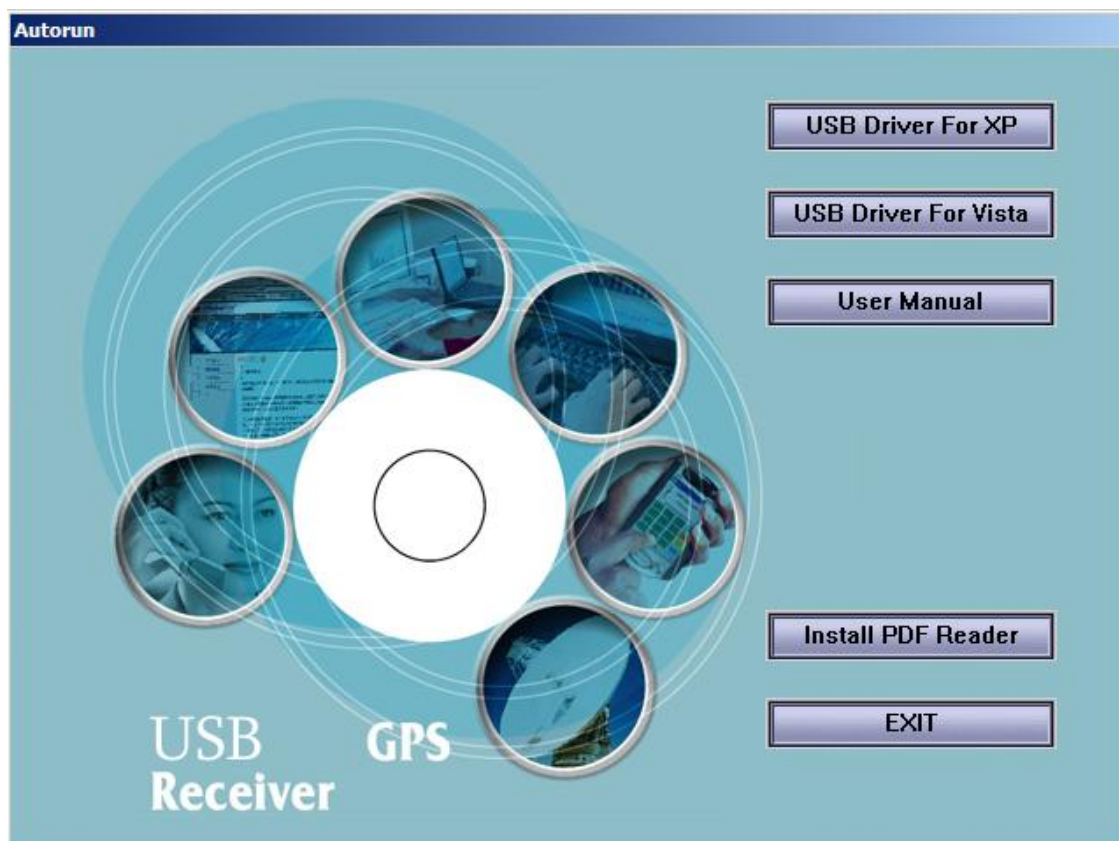 Autorun
USB Driver For XP
USB Driver For Vista
User Manual
Install PDF Reader
EXIT
USB GPS
Receiver